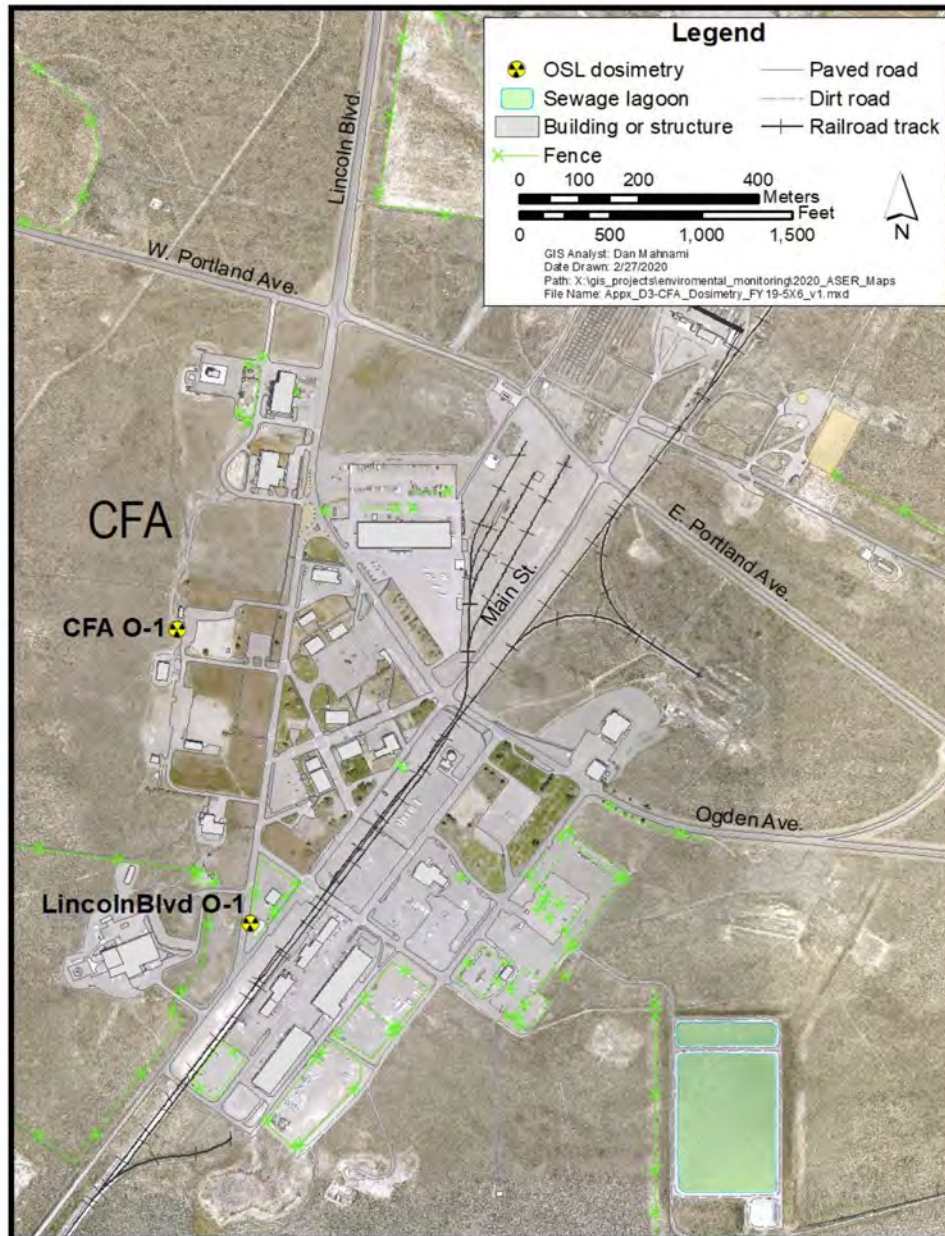 Legend
OSL dosimetry
Sewage lagoon
Building or structure
Fence
Paved road
Dirt road
Railroad track
0 100 200 400
Meters
Feet
0 500 1,000 1,500
N
GIS Analyst: Dan Mahnami
Date Drawn: 2/27/2020
Path: X:\gis_projects\enviromental_monitoring\2020_ASER_Maps
File Name: Appx_D3-CFA_Dosimetry_FY19-5X6_v1.mxd
Lincoln Blvd.
W. Portland Ave.
CFA
E. Portland Ave.
Main St.
CFA O-1
Ogden Ave.
LincolnBlvd O-1